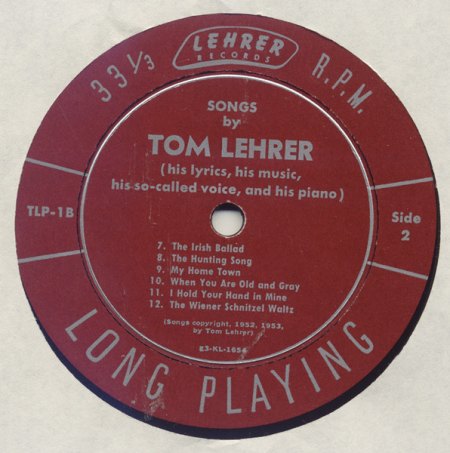 33 1/3
LEHRER
RECORDS
R.P.M.
SONGS
by
TOM LEHRER
(his lyrics, his music,
his so-called voice, and his piano)
TLP-1B
Side
2
7. The Irish Ballad
8. The Hunting Song
9. My Home Town
10. When You Are Old and Gray
11. I Hold Your Hand in Mine
12. The Wiener Schnitzel Waltz
(Songs copyright, 1952, 1953,
by Tom Lehrer)
E3-KL-1656
LONG PLAYING